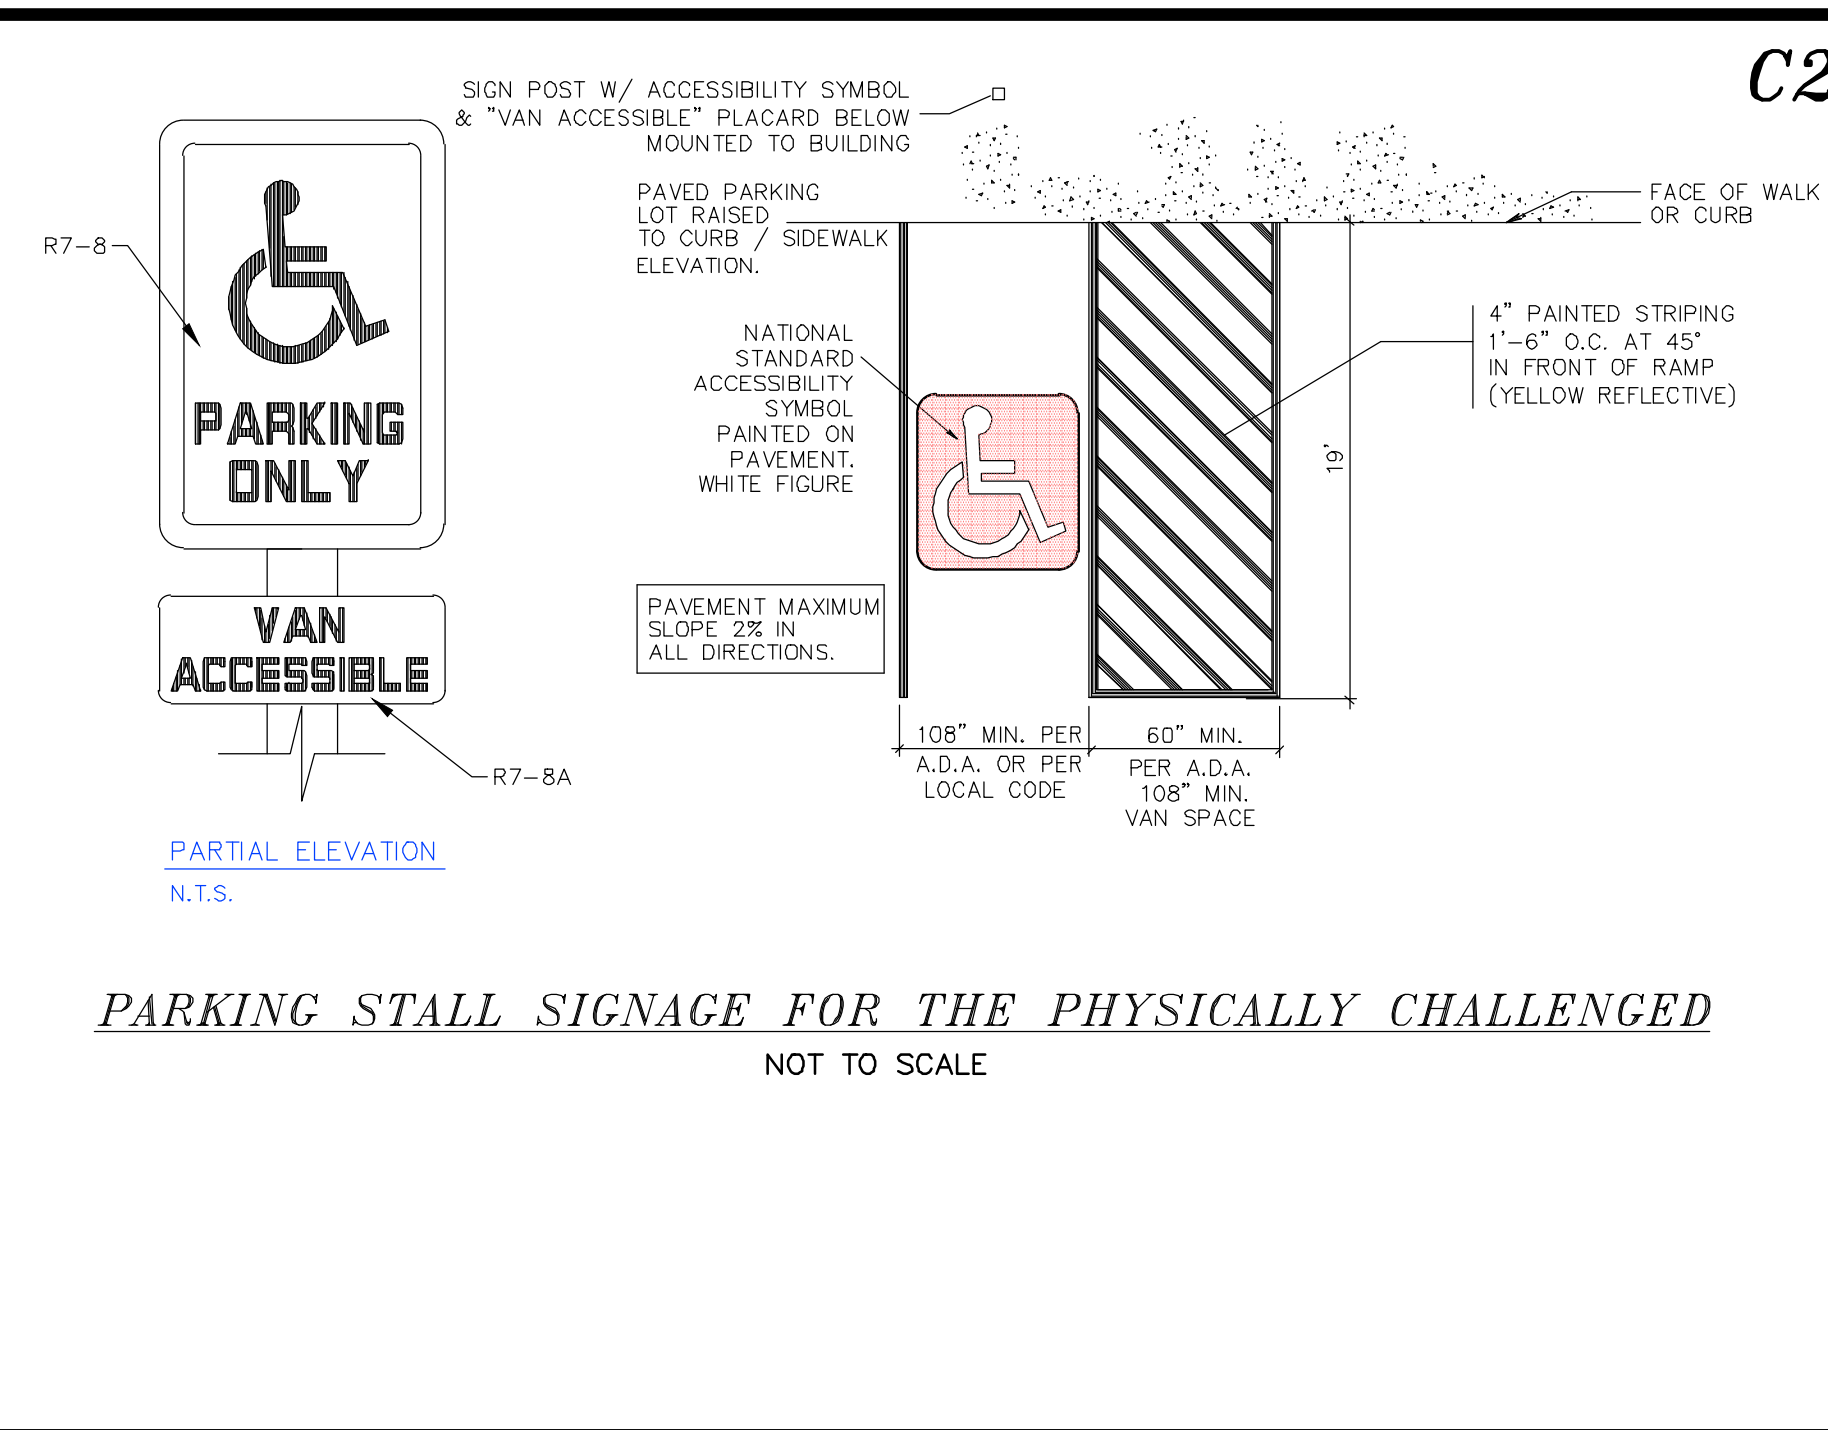 C2
SIGN POST W/ ACCESSIBILITY SYMBOL
& "VAN ACCESSIBLE" PLACARD BELOW
MOUNTED TO BUILDING
PAVED PARKING
LOT RAISED
TO CURB / SIDEWALK
ELEVATION.
FACE OF WALK
OR CURB
R7-8
PARKING
ONLY
VAN
ACCESSIBLE
R7-8A
PARTIAL ELEVATION
N.T.S.
NATIONAL
STANDARD
ACCESSIBILITY
SYMBOL
PAINTED ON
PAVEMENT.
WHITE FIGURE
4" PAINTED STRIPING
1'-6" O.C. AT 45°
IN FRONT OF RAMP
(YELLOW REFLECTIVE)
19'
PAVEMENT MAXIMUM
SLOPE 2% IN
ALL DIRECTIONS.
108" MIN. PER
A.D.A. OR PER
LOCAL CODE
60" MIN.
PER A.D.A.
108" MIN.
VAN SPACE
PARKING STALL SIGNAGE FOR THE PHYSICALLY CHALLENGED
NOT TO SCALE